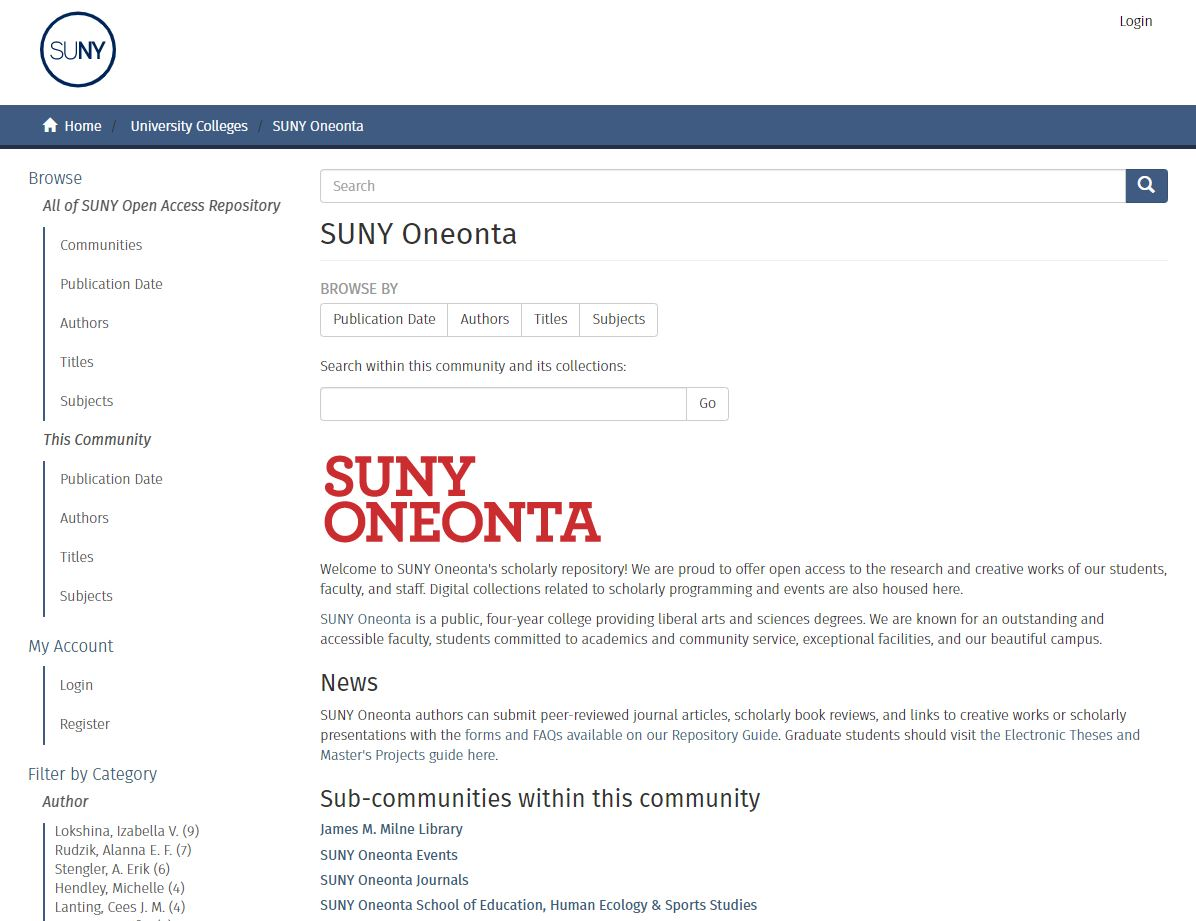 SUNY
Login
Home / University Colleges / SUNY Oneonta
Browse
All of SUNY Open Access Repository
Communities
Publication Date
Authors
Titles
Subjects
This Community
Publication Date
Authors
Titles
Subjects
My Account
Login
Register
Filter by Category
Author
Lokshina, Izabella V. (9)
Rudzik, Alanna E. F. (7)
Stengler, A. Erik (6)
Hendley, Michelle (4)
Lanting, Cees J. M. (4)
Search
SUNY Oneonta
BROWSE BY
Publication Date Authors Titles Subjects
Search within this community and its collections:
Go
SUNY
ONEONTA
Welcome to SUNY Oneonta's scholarly repository! We are proud to offer open access to the research and creative works of our students,
faculty, and staff. Digital collections related to scholarly programming and events are also housed here.
SUNY Oneonta is a public, four-year college providing liberal arts and sciences degrees. We are known for an outstanding and
accessible faculty, students committed to academics and community service, exceptional facilities, and our beautiful campus.
News
SUNY Oneonta authors can submit peer-reviewed journal articles, scholarly book reviews, and links to creative works or scholarly
presentations with the forms and FAQs available on our Repository Guide. Graduate students should visit the Electronic Theses and
Master's Projects guide here.
Sub-communities within this community
James M. Milne Library
SUNY Oneonta Events
SUNY Oneonta Journals
SUNY Oneonta School of Education, Human Ecology & Sports Studies